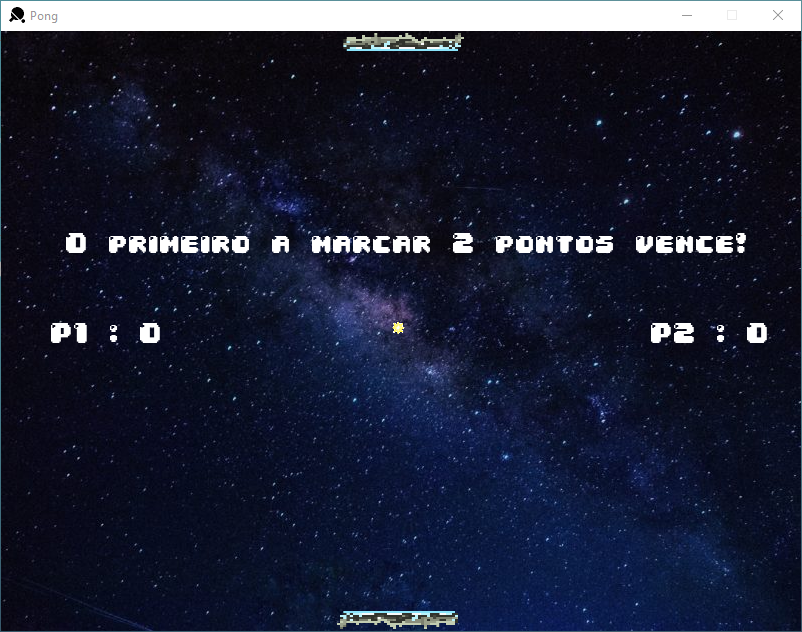 Pong
O PRIMEIRO A MARCAR 2 PONTOS VENCE!
P1 : 0
P2 : 0